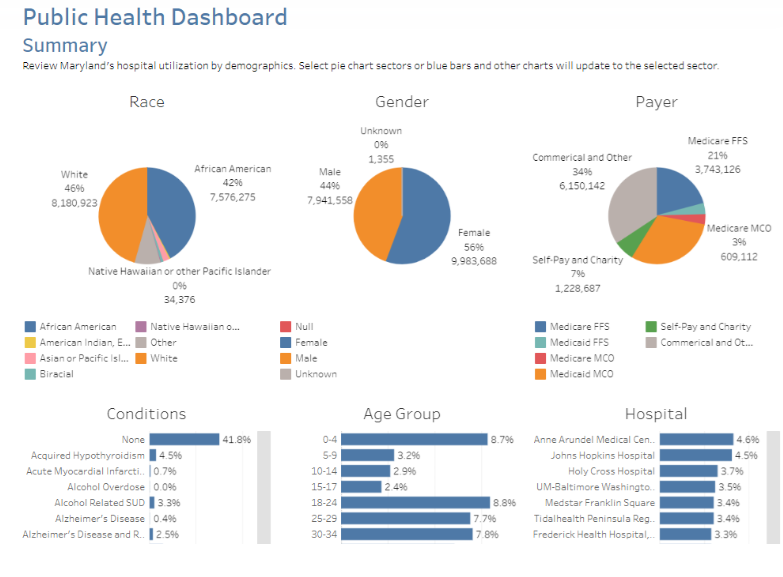 Public Health Dashboard
Summary
Review Maryland's hospital utilization by demographics. Select pie chart sectors or blue bars and other charts will update to the selected sector.
Race
White
46%
8,180,923
African American
42%
7,576,275
Native Hawaiian or other Pacific Islander
0%
34,376
African American
Native Hawaiian o...
American Indian, E...
Other
Asian or Pacific Isl...
White
Biracial
Gender
Unknown
0%
1,355
Male
44%
7,941,558
Female
56%
9,983,688
Null
Female
Male
Unknown
Payer
Medicare FFS
21%
3,743,126
Commerical and Other
34%
6,150,142
Medicare MCO
3%
609,112
Self-Pay and Charity
7%
1,228,687
Medicare FFS
Self-Pay and Charity
Medicaid FFS
Commerical and Ot...
Medicare MCO
Medicaid MCO
Conditions
None 41.8%
Acquired Hypothyroidism 4.5%
Acute Myocardial Infarcti.. 0.7%
Alcohol Overdose 0.0%
Alcohol Related SUD 3.3%
Alzheimer's Disease 0.4%
Alzheimer's Disease and R.. 2.5%
Age Group
0-4 8.7%
5-9 3.2%
10-14 2.9%
15-17 2.4%
18-24 8.8%
25-29 7.7%
30-34 7.8%
Hospital
Anne Arundel Medical Cen.. 4.6%
Johns Hopkins Hospital 4.5%
Holy Cross Hospital 3.7%
UM-Baltimore Washingto.. 3.5%
Medstar Franklin Square 3.4%
Tidalhealth Peninsula Reg.. 3.4%
Frederick Health Hospital,.. 3.3%